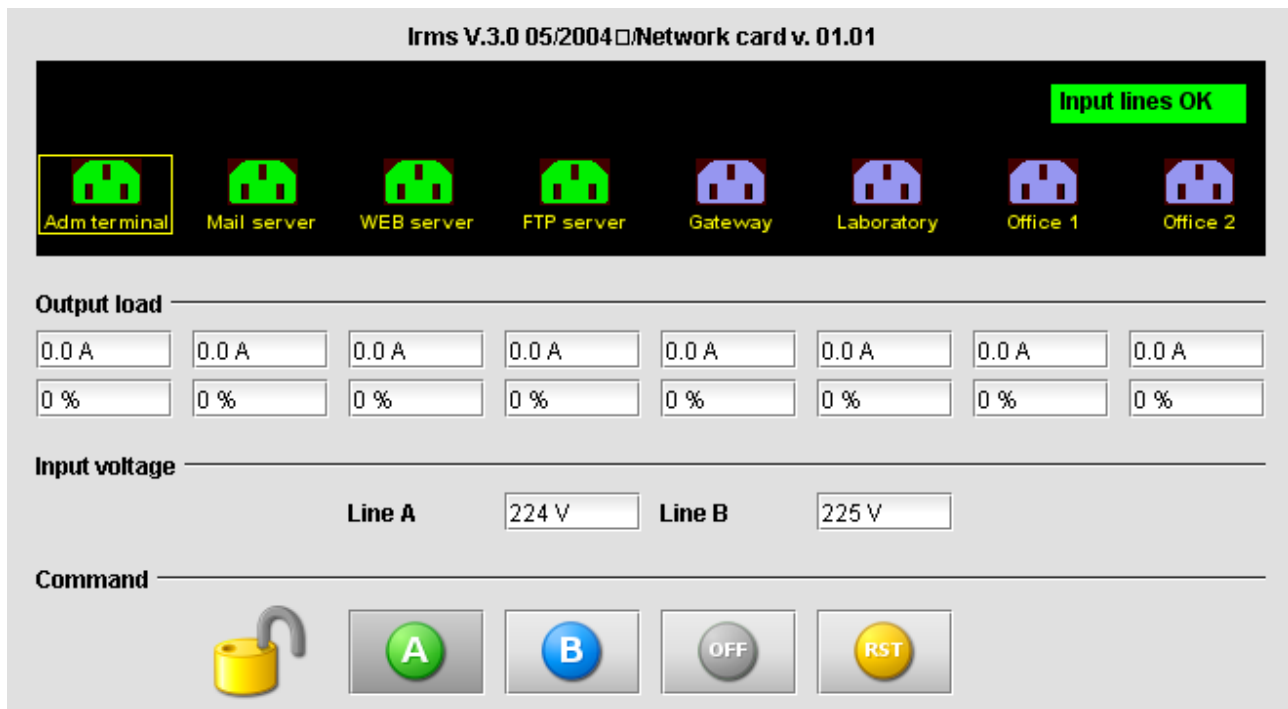 Irms V.3.0 05/2004□/Network card v. 01.01
Input lines OK
Adm terminal Mail server WEB server FTP server Gateway Laboratory Office 1 Office 2
Output load
0.0 A 0.0 A 0.0 A 0.0 A 0.0 A 0.0 A 0.0 A 0.0 A
0 % 0 % 0 % 0 % 0 % 0 % 0 % 0 %
Input voltage
Line A 224 V Line B 225 V
Command
A B OFF RST